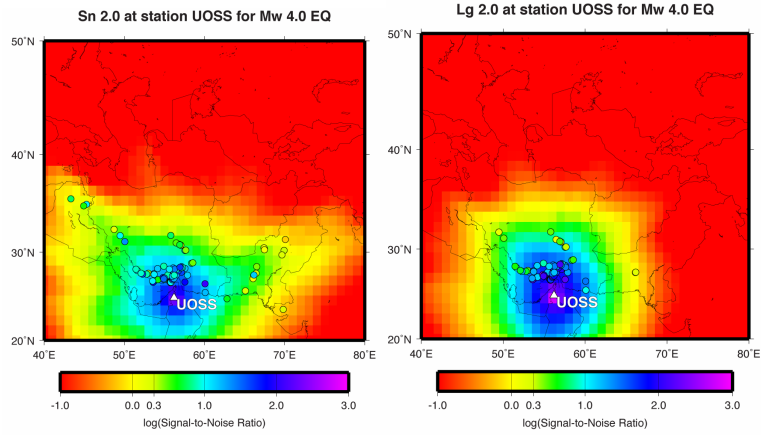 Sn 2.0 at station UOSS for Mw 4.0 EQ
50˚N
40˚N
30˚N
20˚N
UOSS
40˚E 50˚E 60˚E 70˚E 80˚E
-1.0 0.0 0.3 1.0 2.0 3.0
log(Signal-to-Noise Ratio)
Lg 2.0 at station UOSS for Mw 4.0 EQ
50˚N
40˚N
30˚N
20˚N
UOSS
40˚E 50˚E 60˚E 70˚E 80˚E
-1.0 0.0 0.3 1.0 2.0 3.0
log(Signal-to-Noise Ratio)